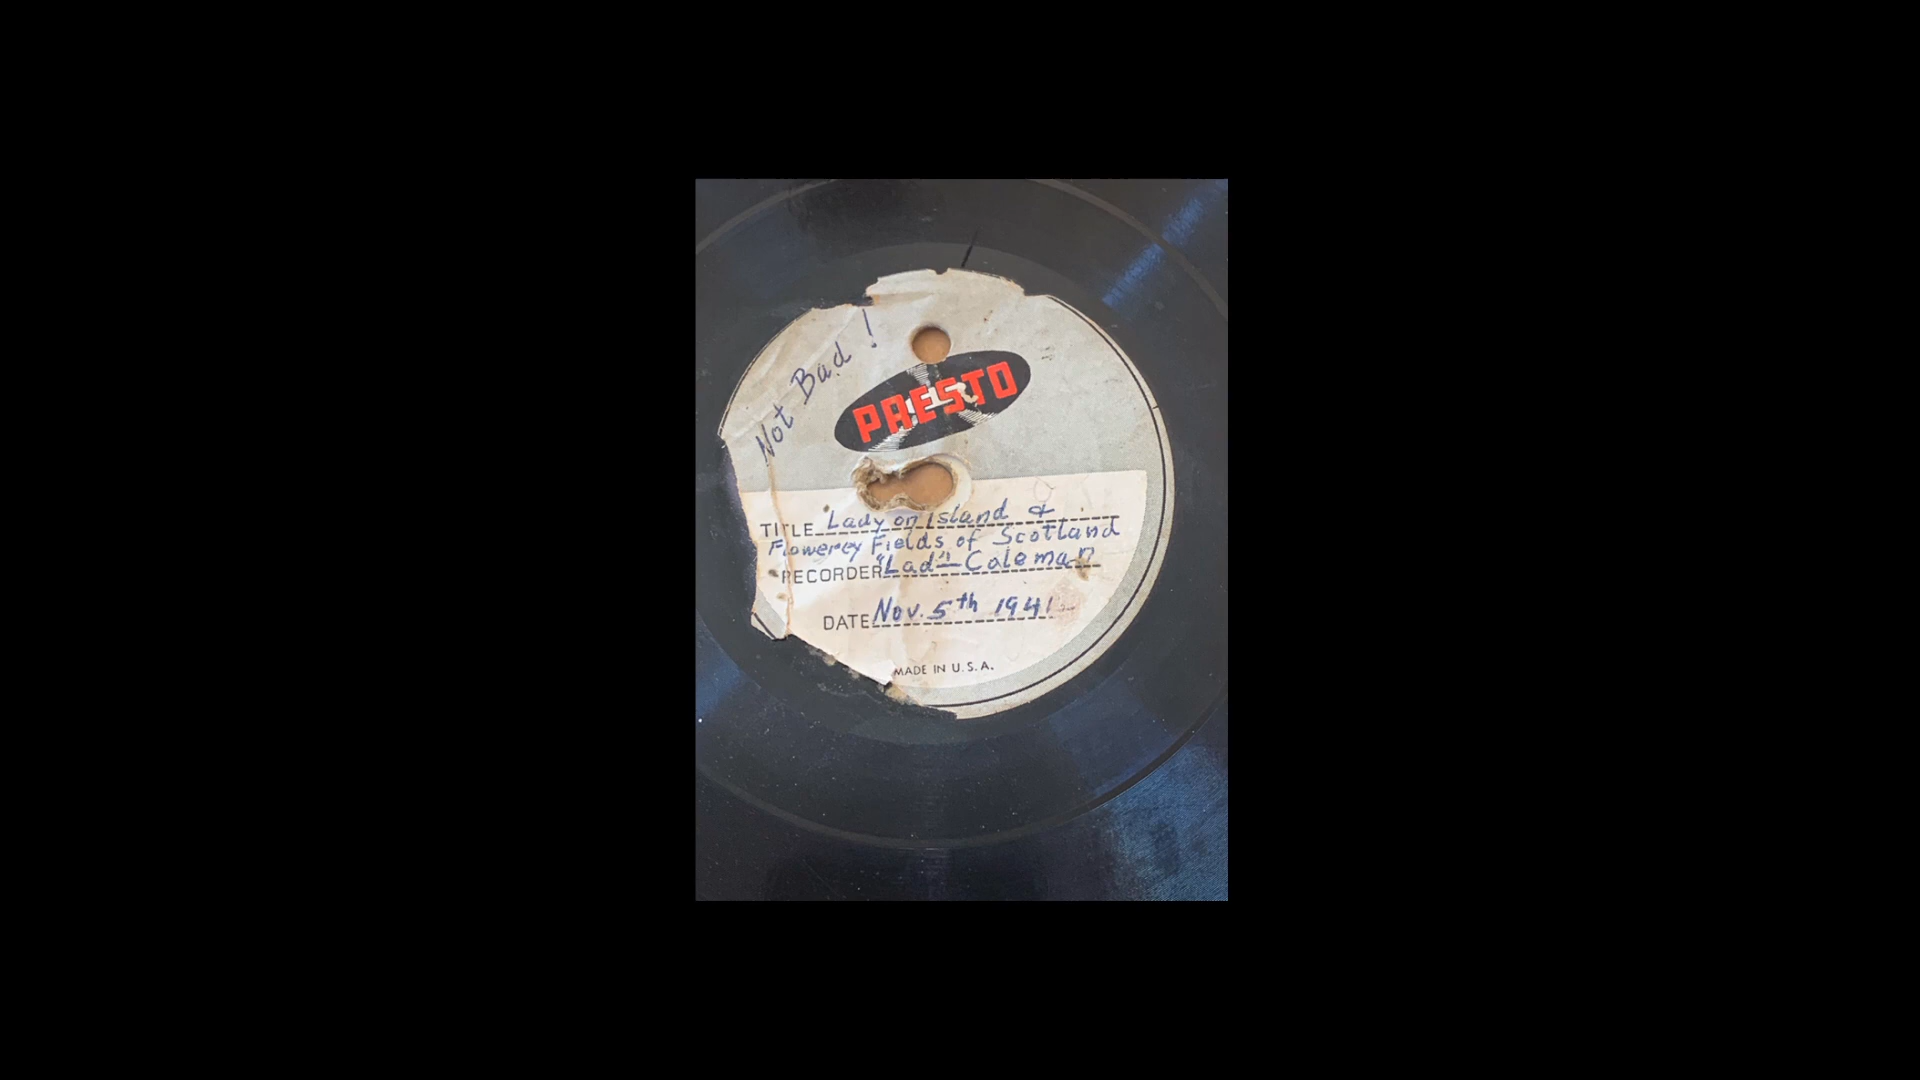 Not Bad!
PRESTO
TITLE Lady on Island &
Flowerey Fields of Scotland
RECORDER "Lad" - Coleman
DATE Nov. 5th 1941
MADE IN U.S.A.